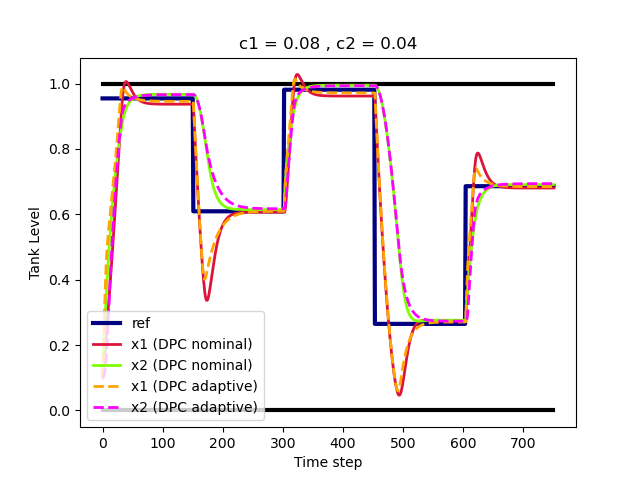 c1 = 0.08 , c2 = 0.04
1.0
0.8
0.6
0.4
0.2
0.0
Tank Level
ref
x1 (DPC nominal)
x2 (DPC nominal)
x1 (DPC adaptive)
x2 (DPC adaptive)
0 100 200 300 400 500 600 700
Time step